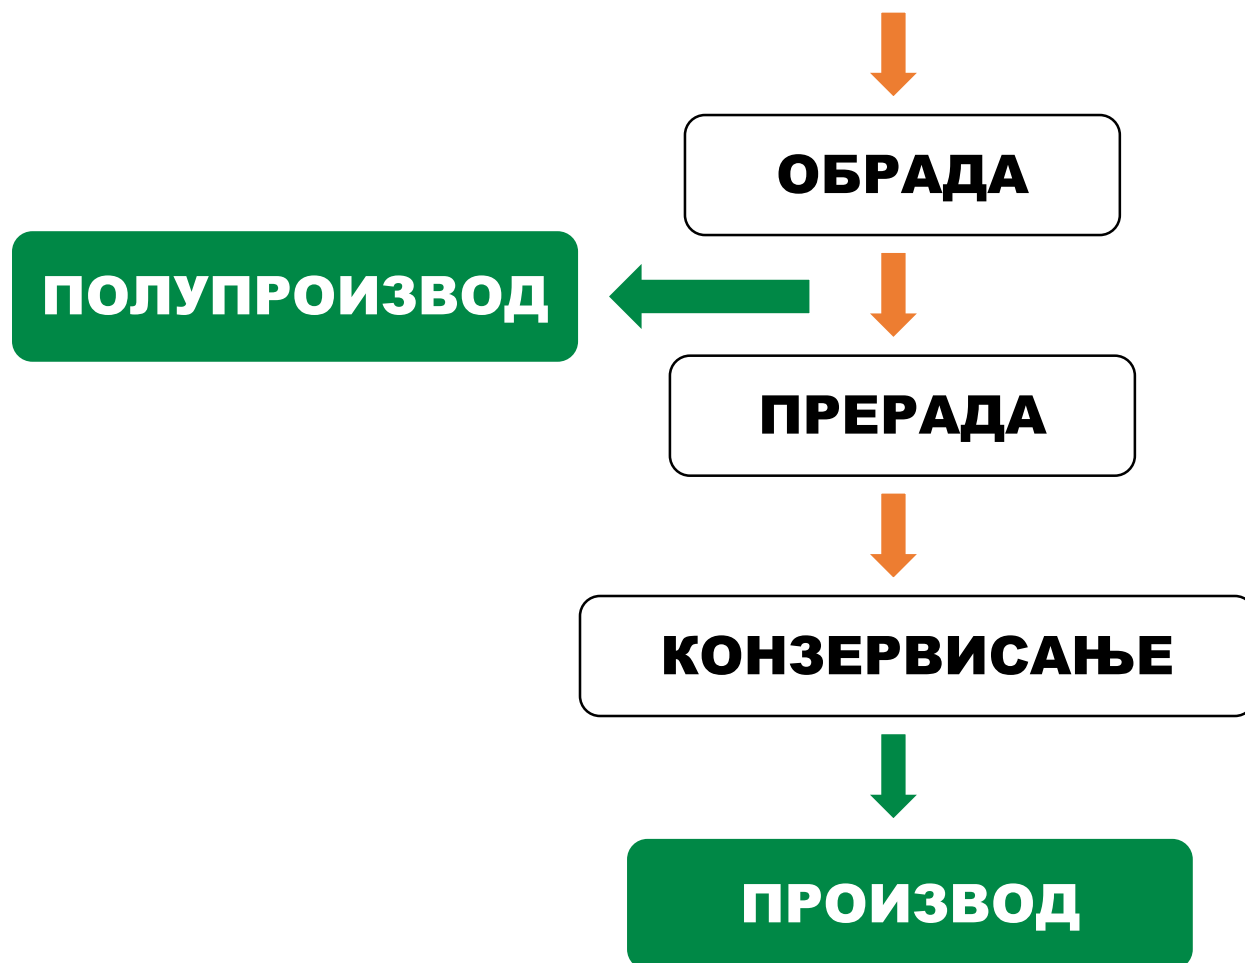 ОБРАДА
ПОЛУПРОИЗВОД
ПРЕРАДА
КОНЗЕРВИСАЊЕ
ПРОИЗВОД